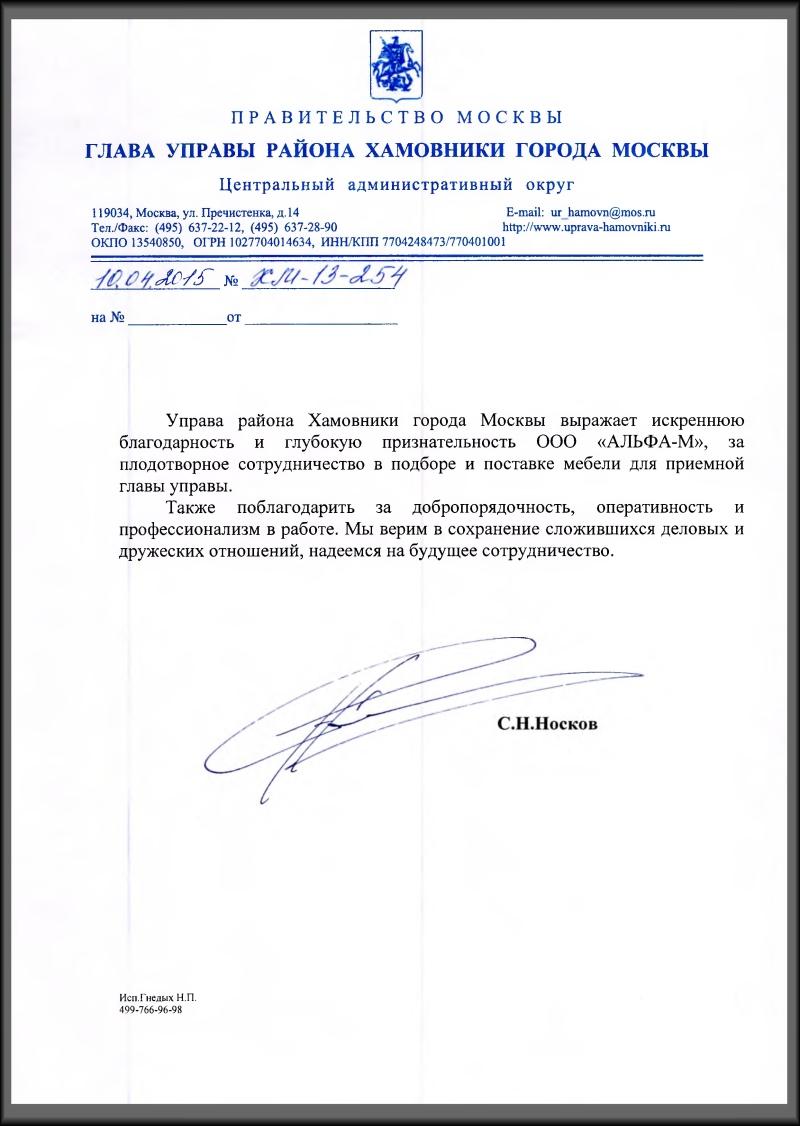 ПРАВИТЕЛЬСТВО МОСКВЫ
ГЛАВА УПРАВЫ РАЙОНА ХАМОВНИКИ ГОРОДА МОСКВЫ
Центральный административный округ
119034, Москва, ул. Пречистенка, д.14 E-mail: ur_hamovn@mos.ru
Тел./Факс: (495) 637-22-12, (495) 637-28-90 http://www.uprava-hamovniki.ru
ОКПО 13540850, ОГРН 1027704014634, ИНН/КПП 7704248473/770401001
10.04.2015 № ХМ-13-254
на № ______________ от ______________________
Управа района Хамовники города Москвы выражает искреннюю
благодарность и глубокую признательность ООО «АЛЬФА-М», за
плодотворное сотрудничество в подборе и поставке мебели для приемной
главы управы.
Также поблагодарить за добропорядочность, оперативность и
профессионализм в работе. Мы верим в сохранение сложившихся деловых и
дружеских отношений, надеемся на будущее сотрудничество.
С.Н.Носков
Исп.Гнедых Н.П.
499-766-96-98